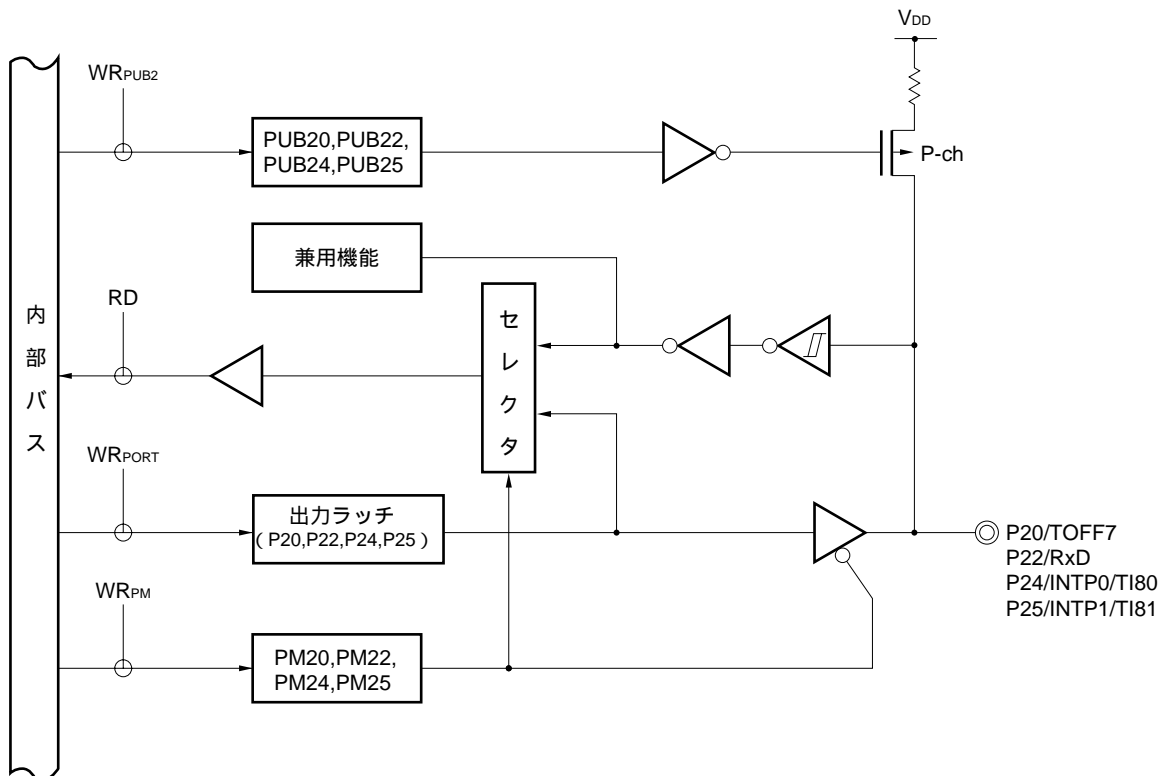 VDD
WRPUB2
PUB20,PUB22,
PUB24,PUB25
P-ch
兼用機能
RD
内部バス
セレクタ
WRPORT
出力ラッチ
（P20,P22,P24,P25）
P20/TOFF7
P22/RxD
P24/INTP0/TI80
P25/INTP1/TI81
WRPM
PM20,PM22,
PM24,PM25